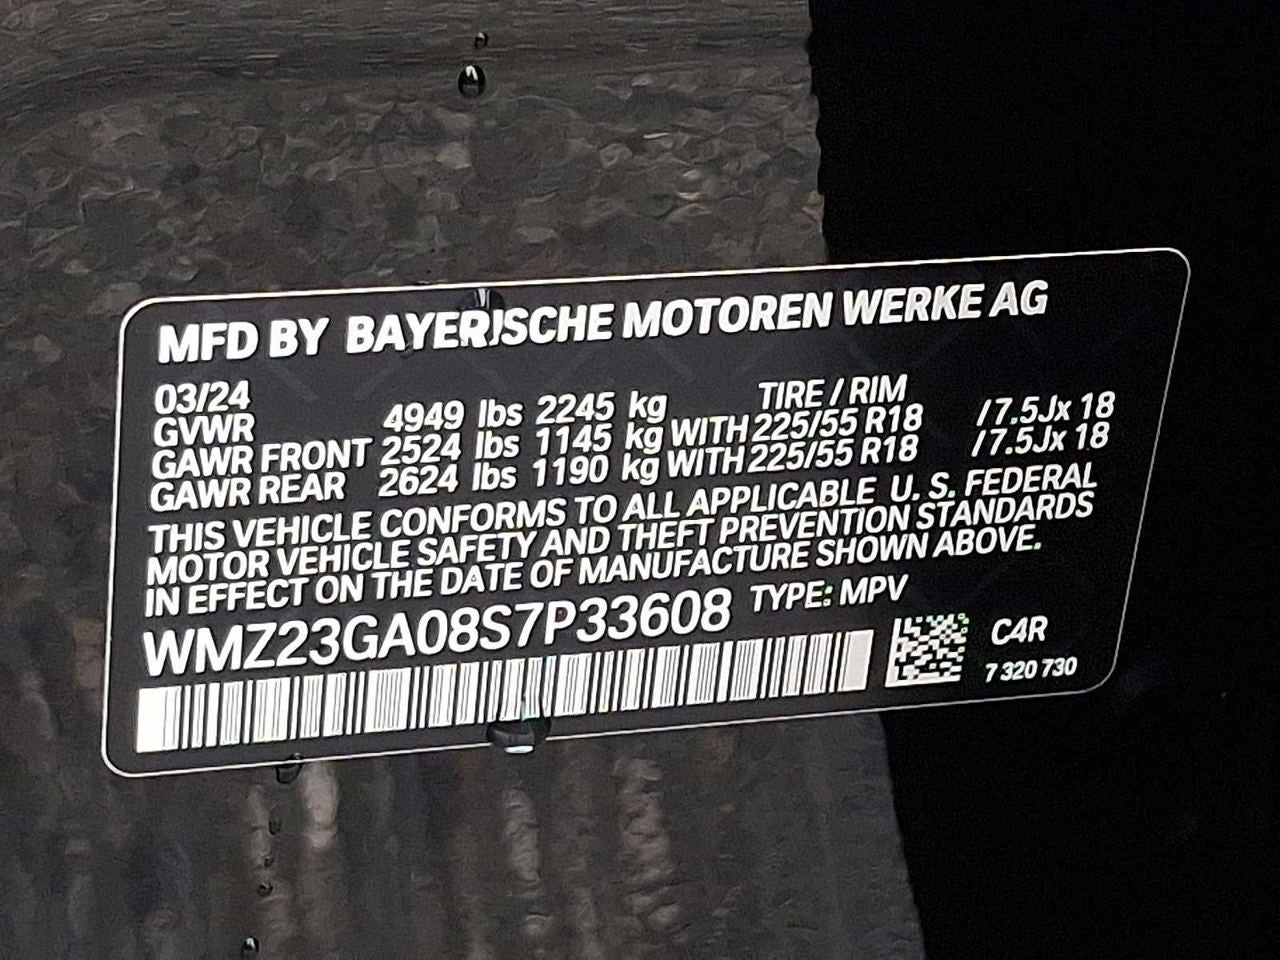 MFD BY BAYERISCHE MOTOREN WERKE AG
03/24 TIRE / RIM
GVWR 4949 lbs 2245 kg
GAWR FRONT 2524 lbs 1145 kg WITH 225/55 R18 / 7.5Jx 18
GAWR REAR 2624 lbs 1190 kg WITH 225/55 R18 / 7.5Jx 18
THIS VEHICLE CONFORMS TO ALL APPLICABLE U. S. FEDERAL
MOTOR VEHICLE SAFETY AND THEFT PREVENTION STANDARDS
IN EFFECT ON THE DATE OF MANUFACTURE SHOWN ABOVE.
WMZ23GA08S7P33608 TYPE: MPV
C4R
7 320 730